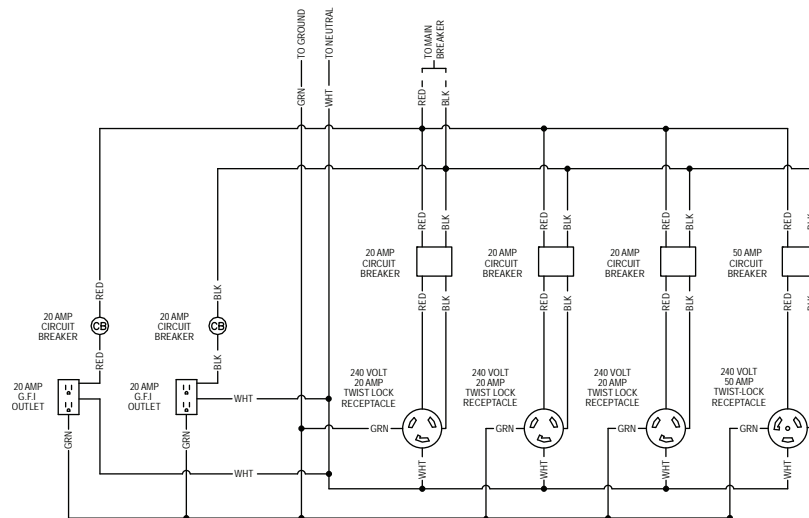 TO GROUND
TO NEUTRAL
TO MAIN
BREAKER
GRN
WHT
RED
BLK
RED
BLK
RED
BLK
RED
BLK
RED
BLK
20 AMP
CIRCUIT
BREAKER
20 AMP
CIRCUIT
BREAKER
20 AMP
CIRCUIT
BREAKER
50 AMP
CIRCUIT
BREAKER
RED
BLK
RED
BLK
RED
BLK
RED
BLK
RED
BLK
20 AMP
CIRCUIT
BREAKER
CB
20 AMP
CIRCUIT
BREAKER
CB
RED
BLK
20 AMP
G.F.I
OUTLET
20 AMP
G.F.I
OUTLET
240 VOLT
20 AMP
TWIST LOCK
RECEPTACLE
240 VOLT
20 AMP
TWIST LOCK
RECEPTACLE
240 VOLT
20 AMP
TWIST LOCK
RECEPTACLE
240 VOLT
50 AMP
TWIST-LOCK
RECEPTACLE
WHT
GRN
GRN
GRN
GRN
GRN
GRN
WHT
WHT
WHT
WHT
WHT